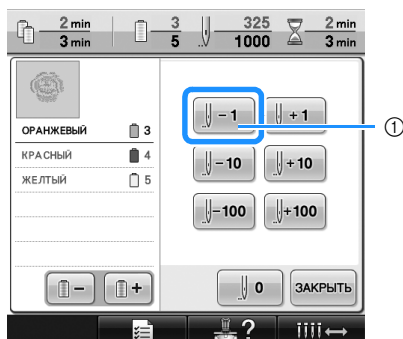 2 min 3 325 2 min
3 min 5 1000 3 min
-1 +1 ①
ОРАНЖЕВЫЙ 3
КРАСНЫЙ 4
ЖЕЛТЫЙ 5
-10 +10
-100 +100
- + 0 ЗАКРЫТЬ
?